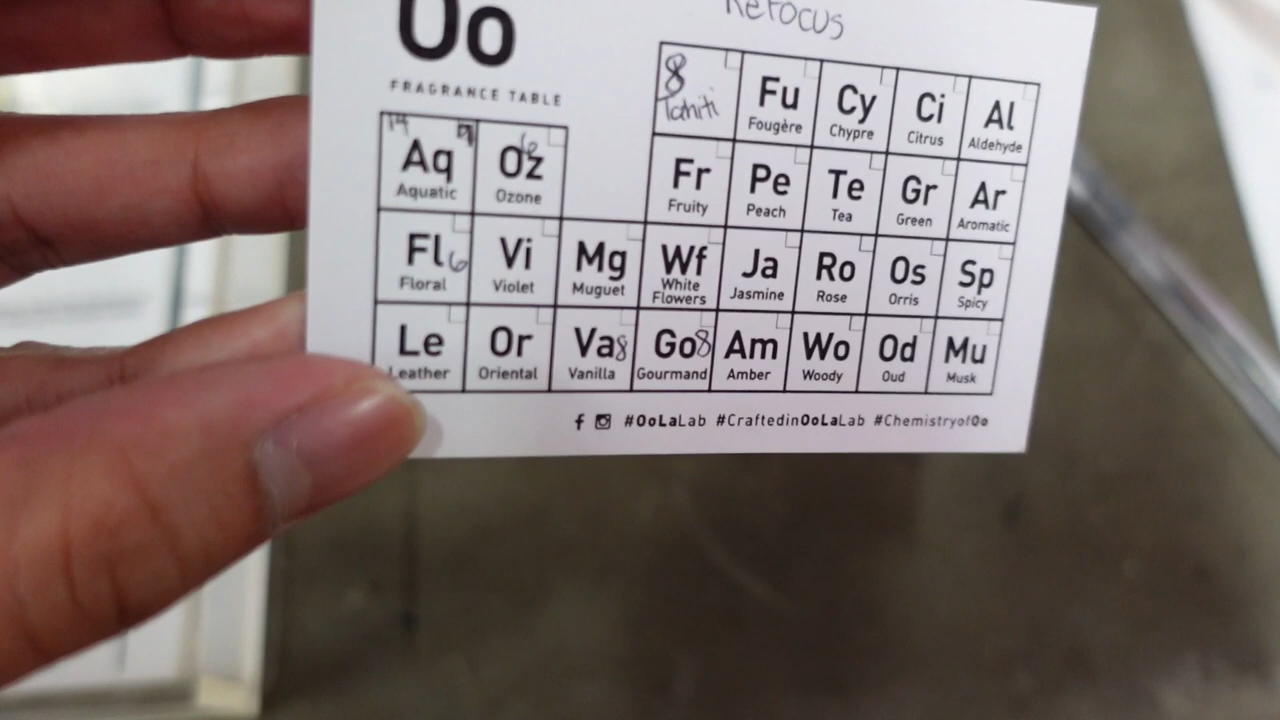 Refocus
Oo
FRAGRANCE TABLE
8
Tahiti
Fu
Fougère
Cy
Chypre
Ci
Citrus
Al
Aldehyde
14
Aq
Aquatic
6
Oz
Ozone
Fr
Fruity
Pe
Peach
Te
Tea
Gr
Green
Ar
Aromatic
Fl 6
Floral
Vi
Violet
Mg
Muguet
Wf
White
Flowers
Ja
Jasmine
Ro
Rose
Os
Orris
Sp
Spicy
Le
Leather
Or
Oriental
Va 8
Vanilla
Go 8
Gourmand
Am
Amber
Wo
Woody
Od
Oud
Mu
Musk
#OoLaLab #CraftedinOoLaLab #ChemistryofOo